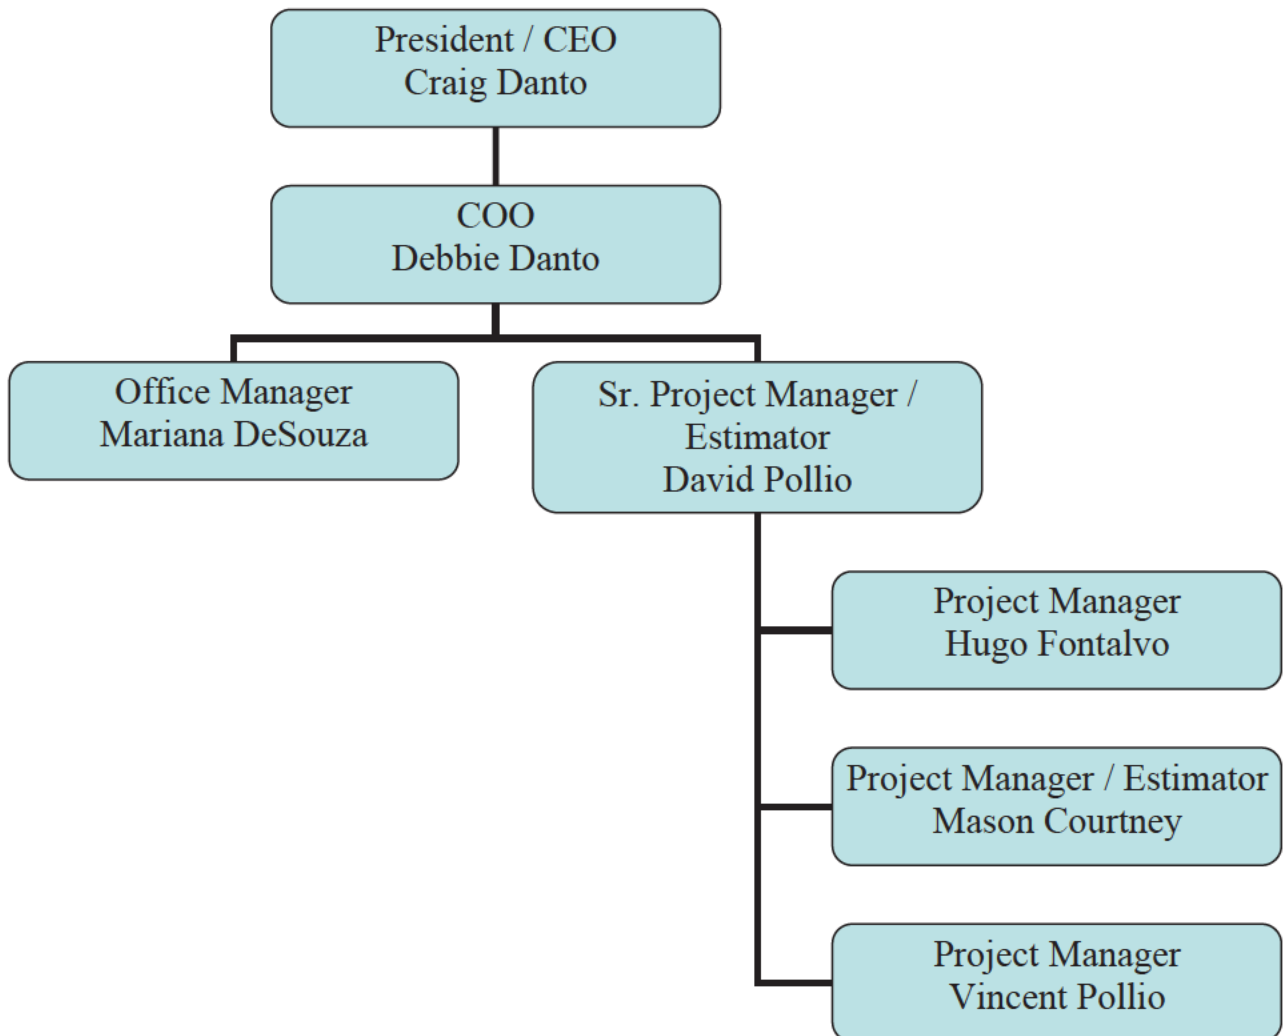 President / CEO
Craig Danto
COO
Debbie Danto
Office Manager
Mariana DeSouza
Sr. Project Manager /
Estimator
David Pollio
Project Manager
Hugo Fontalvo
Project Manager / Estimator
Mason Courtney
Project Manager
Vincent Pollio